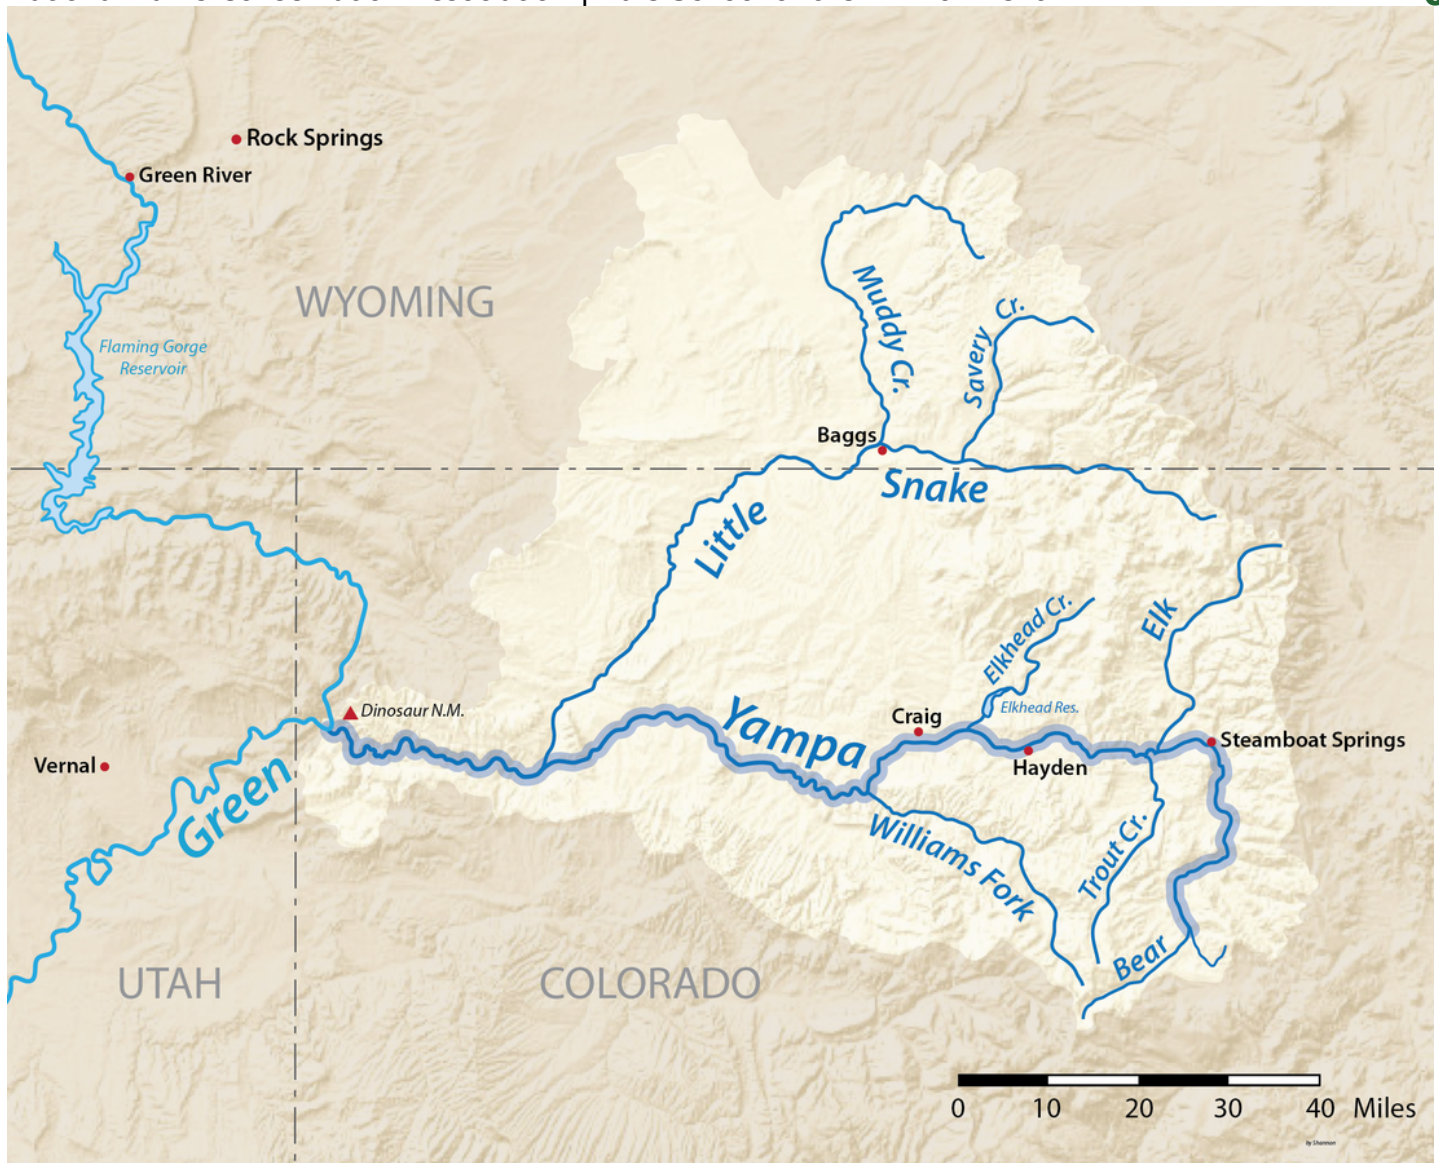 Rock Springs
Green River
WYOMING
Flaming Gorge
Reservoir
Muddy Cr.
Savery Cr.
Baggs
Snake
Little
Elk
Elkhead Cr.
Elkhead Res.
Dinosaur N.M.
Yampa
Craig
Steamboat Springs
Hayden
Vernal
Green
Williams Fork
Trout Cr.
Bear
UTAH
COLORADO
0 10 20 30 40 Miles
by Shannon